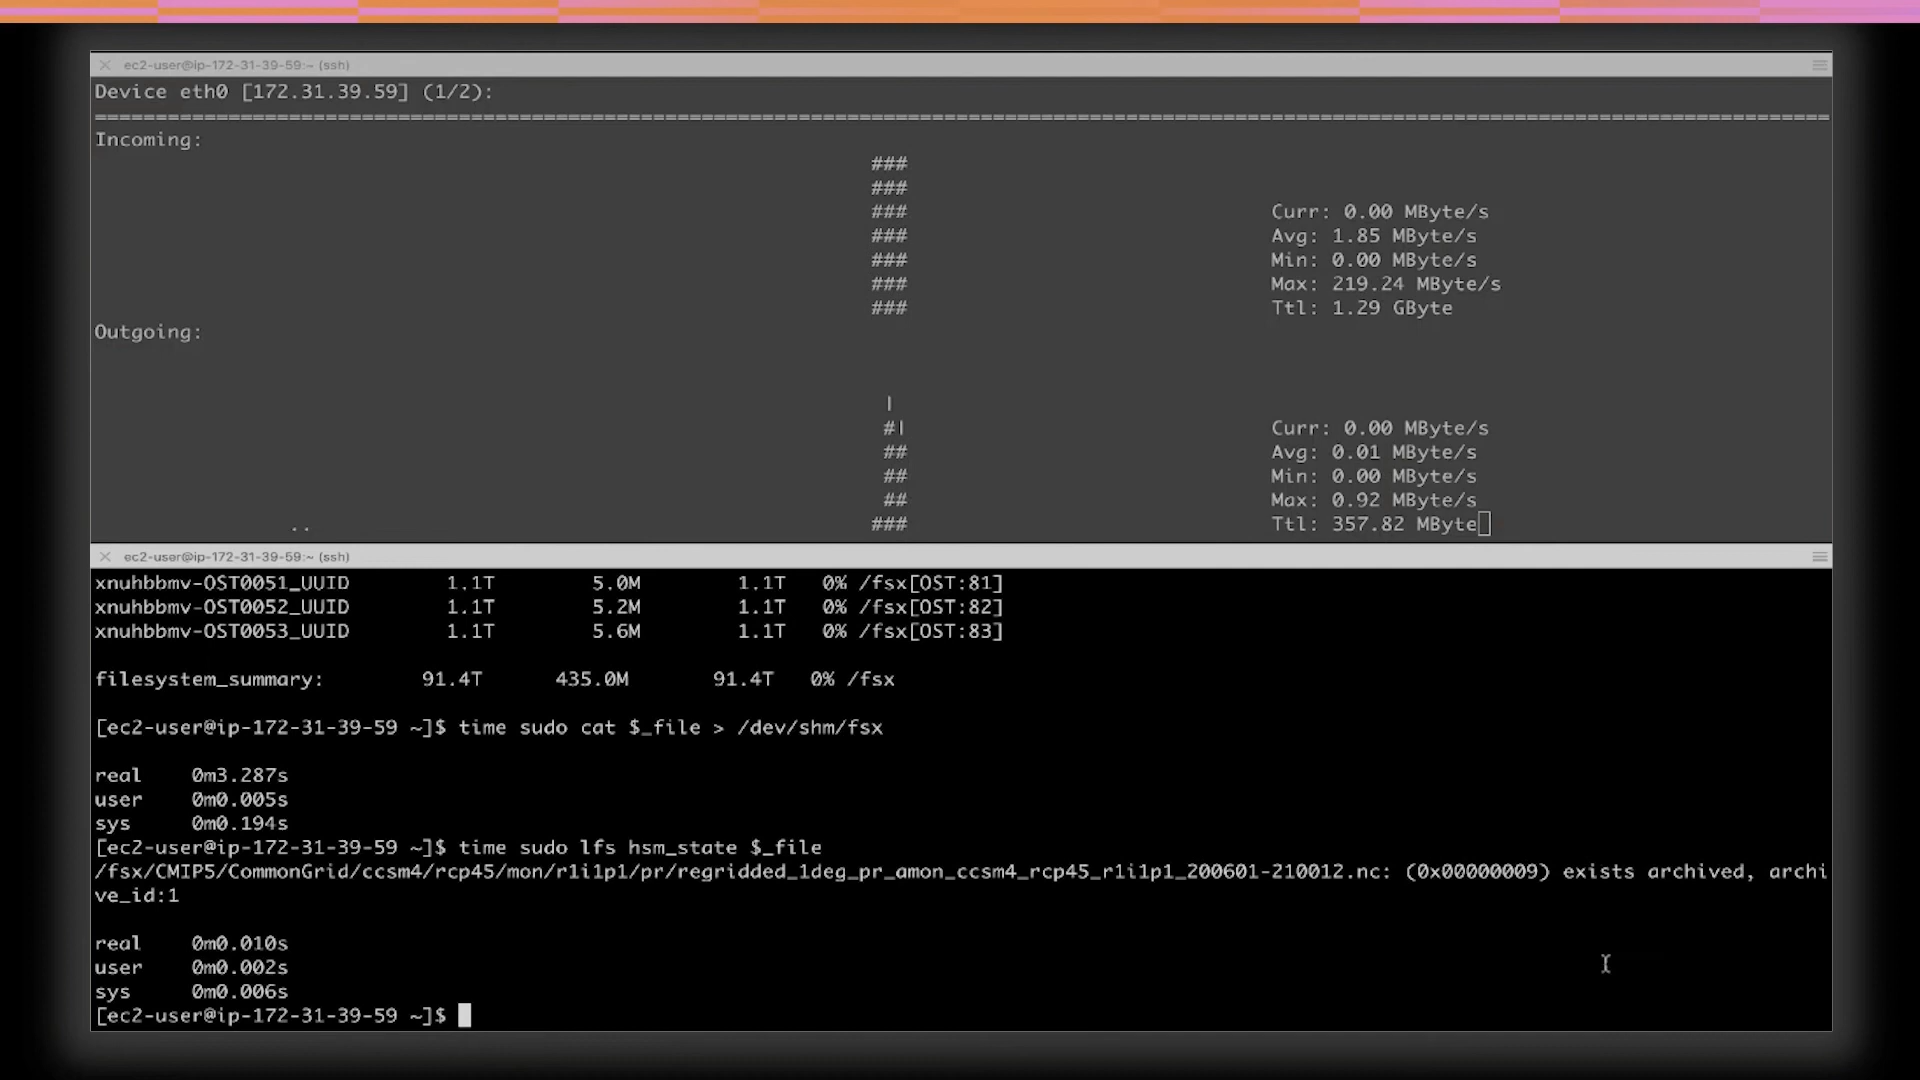 ec2-user@ip-172-31-39-59:~ (ssh)
Device eth0 [172.31.39.59] (1/2):
================================================================================================================================================
Incoming:
###
###
### Curr: 0.00 MByte/s
### Avg: 1.85 MByte/s
### Min: 0.00 MByte/s
### Max: 219.24 MByte/s
### Ttl: 1.29 GByte
Outgoing:
|
#| Curr: 0.00 MByte/s
## Avg: 0.01 MByte/s
## Min: 0.00 MByte/s
## Max: 0.92 MByte/s
.. ### Ttl: 357.82 MByte
ec2-user@ip-172-31-39-59:~ (ssh)
xnuhbbmv-OST0051_UUID 1.1T 5.0M 1.1T 0% /fsx[OST:81]
xnuhbbmv-OST0052_UUID 1.1T 5.2M 1.1T 0% /fsx[OST:82]
xnuhbbmv-OST0053_UUID 1.1T 5.6M 1.1T 0% /fsx[OST:83]
filesystem_summary: 91.4T 435.0M 91.4T 0% /fsx
[ec2-user@ip-172-31-39-59 ~]$ time sudo cat $_file > /dev/shm/fsx
real 0m3.287s
user 0m0.005s
sys 0m0.194s
[ec2-user@ip-172-31-39-59 ~]$ time sudo lfs hsm_state $_file
/fsx/CMIP5/CommonGrid/ccsm4/rcp45/mon/r1i1p1/pr/regridded_1deg_pr_amon_ccsm4_rcp45_r1i1p1_200601-210012.nc: (0x00000009) exists archived, archi
ve_id:1
real 0m0.010s
user 0m0.002s
sys 0m0.006s
[ec2-user@ip-172-31-39-59 ~]$